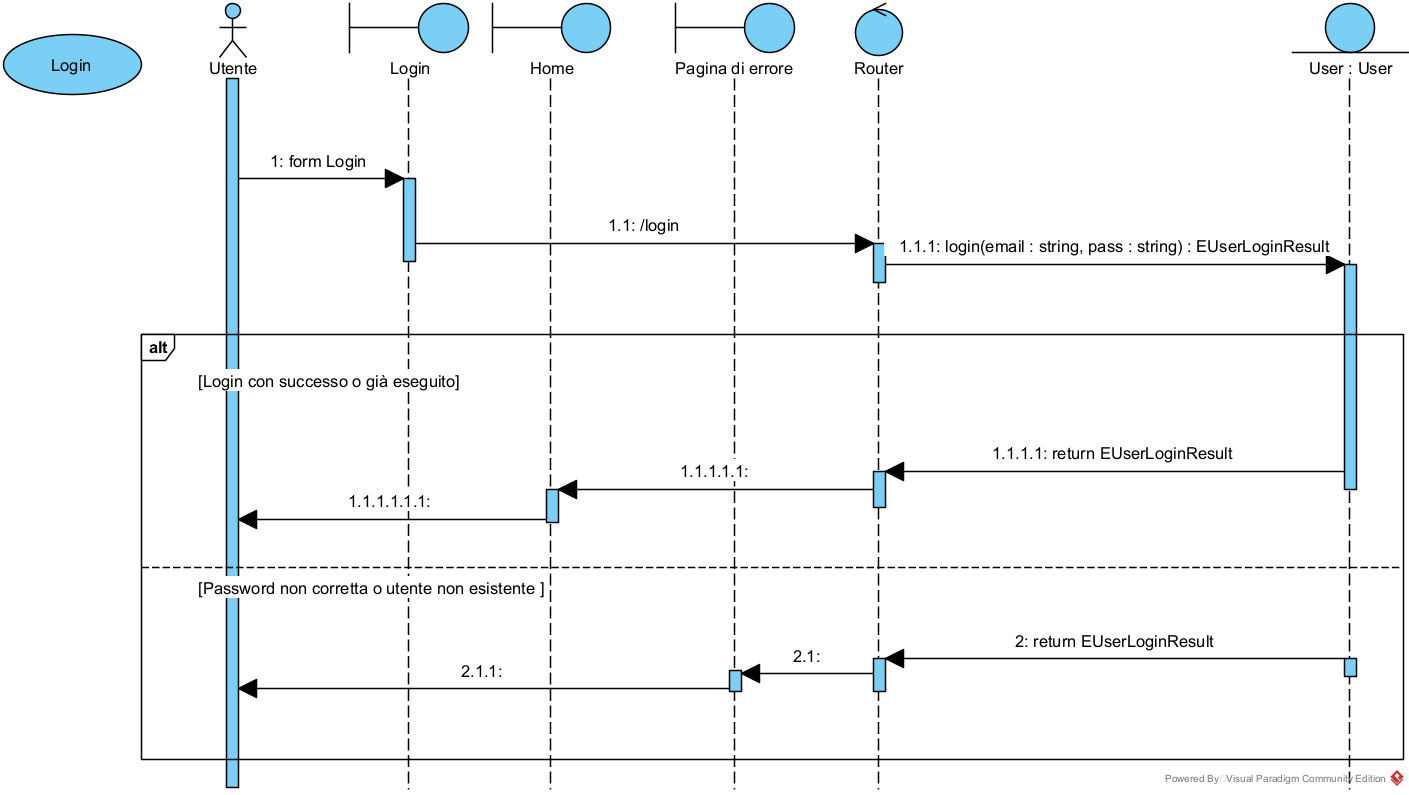 Login
Utente
Login
Home
Pagina di errore
Router
User : User
1: form Login
1.1: /login
1.1.1: login(email : string, pass : string) : EUserLoginResult
alt
[Login con successo o già eseguito]
1.1.1.1: return EUserLoginResult
1.1.1.1.1:
1.1.1.1.1.1:
[Password non corretta o utente non esistente ]
2: return EUserLoginResult
2.1:
2.1.1:
Powered By Visual Paradigm Community Edition